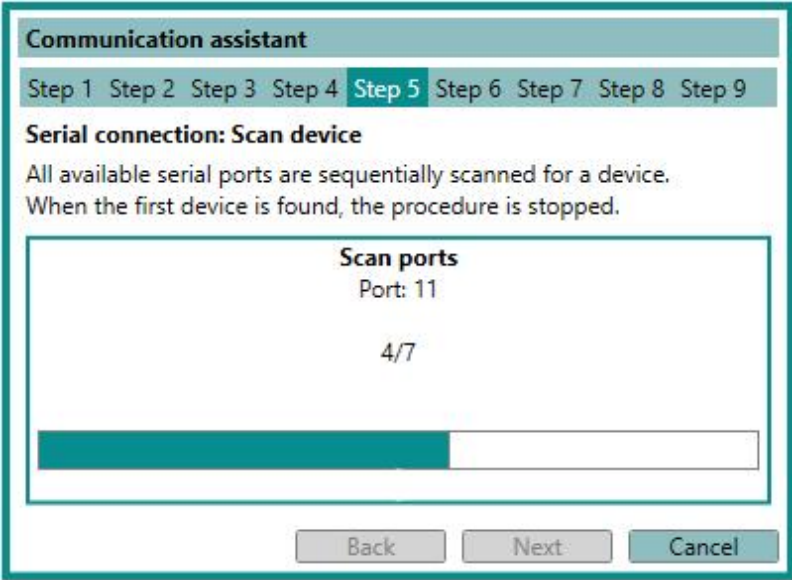 Communication assistant
Step 1 Step 2 Step 3 Step 4 Step 5 Step 6 Step 7 Step 8 Step 9
Serial connection: Scan device
All available serial ports are sequentially scanned for a device.
When the first device is found, the procedure is stopped.
Scan ports
Port: 11
4/7
Back Next Cancel